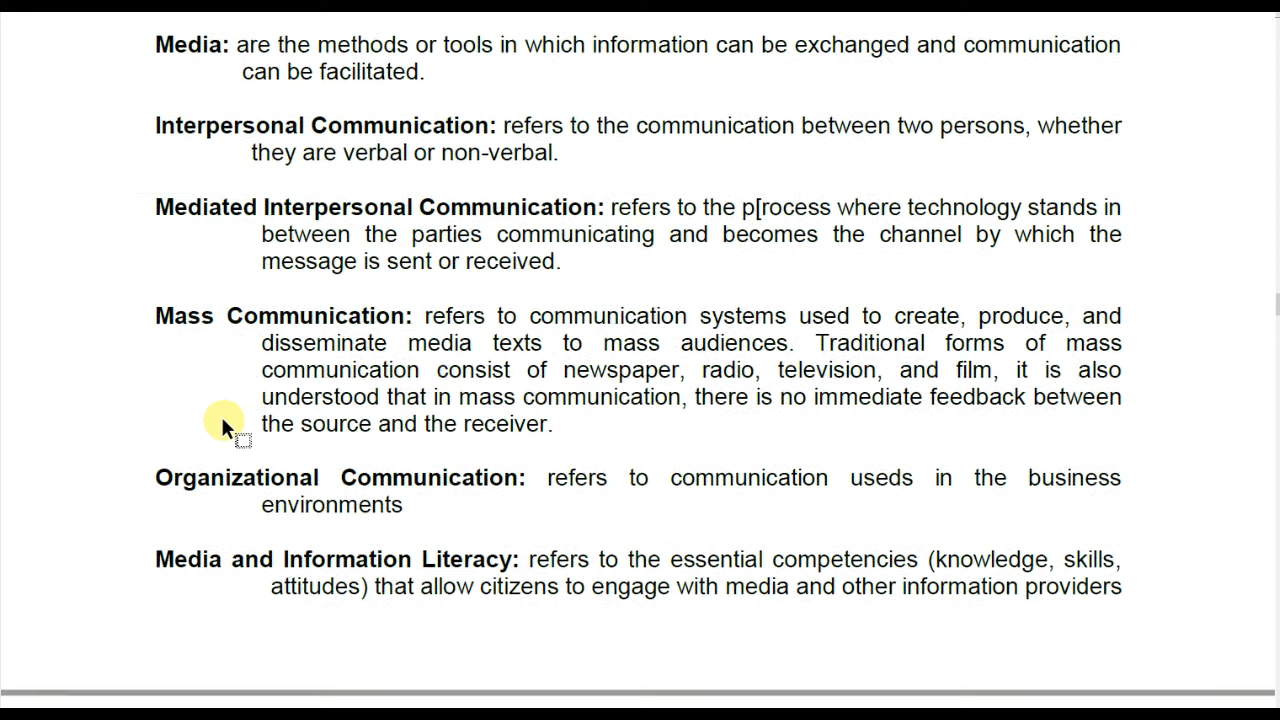 Media: are the methods or tools in which information can be exchanged and communication
can be facilitated.
Interpersonal Communication: refers to the communication between two persons, whether
they are verbal or non-verbal.
Mediated Interpersonal Communication: refers to the p[rocess where technology stands in
between the parties communicating and becomes the channel by which the
message is sent or received.
Mass Communication: refers to communication systems used to create, produce, and
disseminate media texts to mass audiences. Traditional forms of mass
communication consist of newspaper, radio, television, and film, it is also
understood that in mass communication, there is no immediate feedback between
the source and the receiver.
Organizational Communication: refers to communication useds in the business
environments
Media and Information Literacy: refers to the essential competencies (knowledge, skills,
attitudes) that allow citizens to engage with media and other information providers